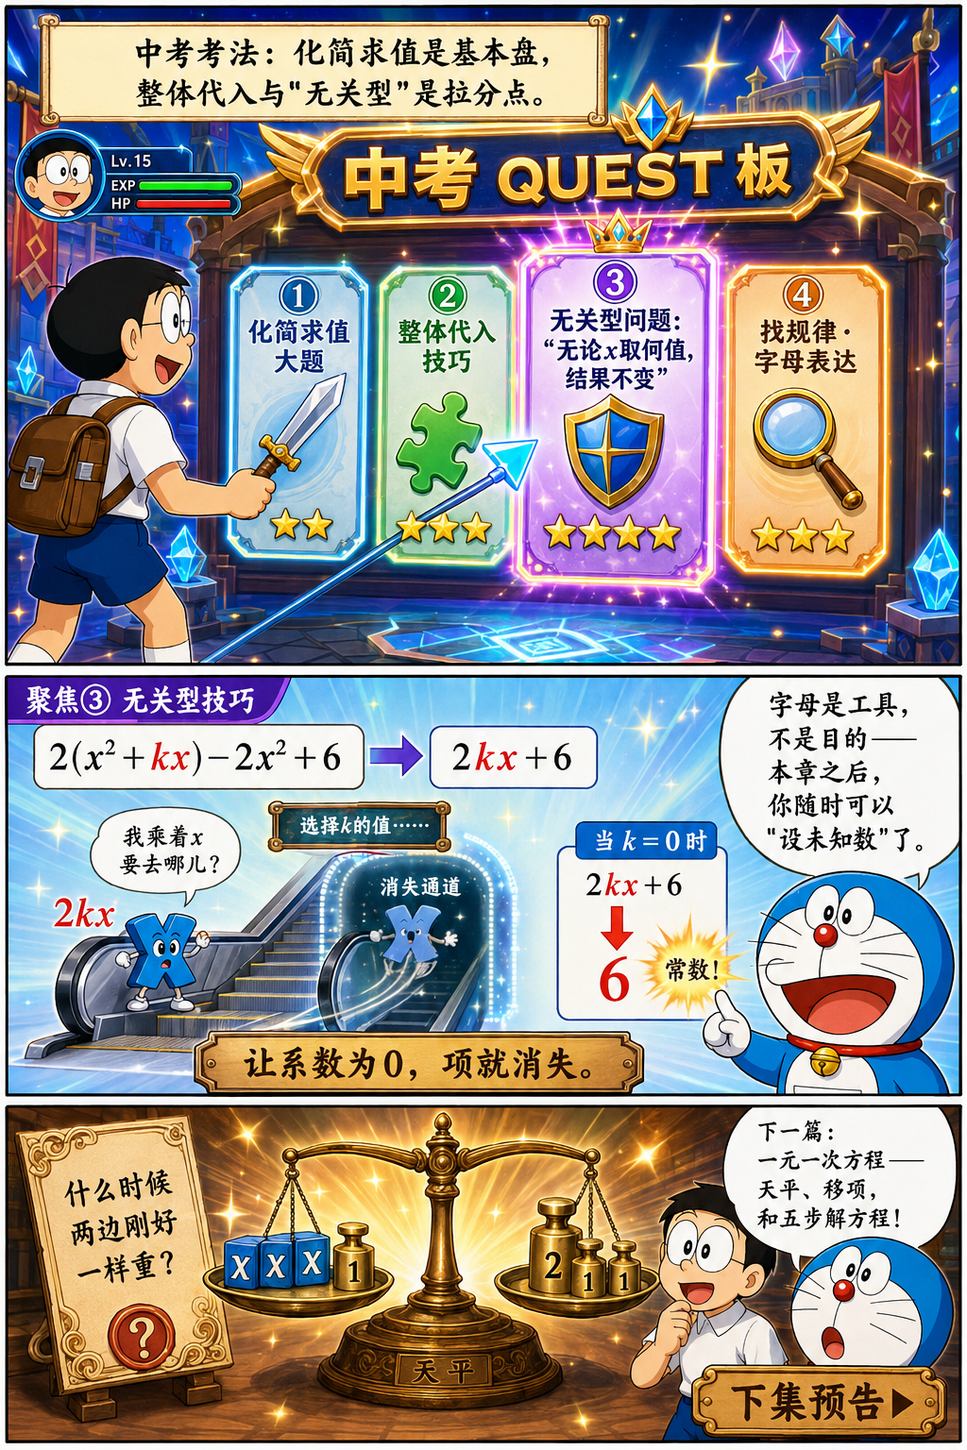 中考考法：化简求值是基本盘，
整体代入与“无关型”是拉分点。
Lv.15
EXP
HP
中考 QUEST 板
①
化简求值
大题
②
整体代入
技巧
③
无关型问题：
“无论x取何值，
结果不变”
④
找规律·
字母表达
聚焦③ 无关型技巧
2(x²+kx)−2x²+6
2kx+6
字母是工具，
不是目的——
本章之后，
你随时可以
“设未知数”了。
我乘着x
要去哪儿？
2kx
选择k的值……
消失通道
当 k=0 时
2kx+6
6
常数！
让系数为0，项就消失。
什么时候
两边刚好
一样重？
?
X X X 1
2 1 1
天平
下一篇：
一元一次方程——
天平、移项，
和五步解方程！
下集预告▶